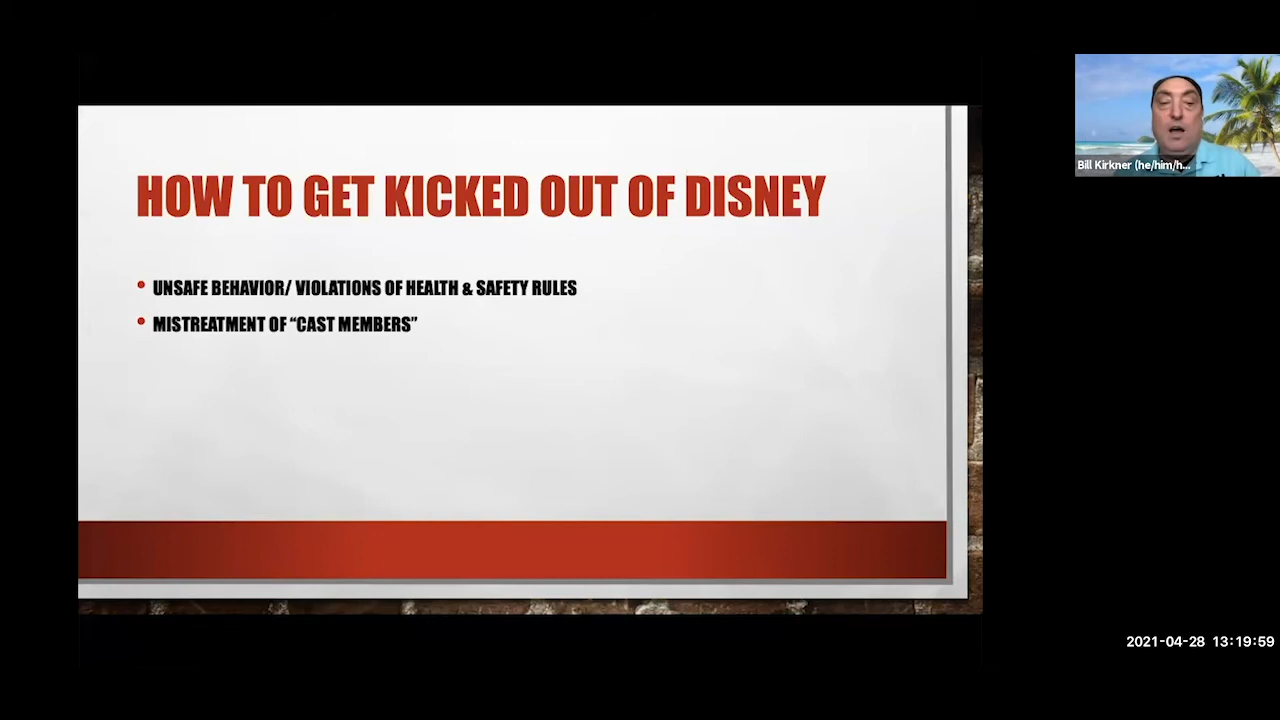 HOW TO GET KICKED OUT OF DISNEY
• UNSAFE BEHAVIOR/ VIOLATIONS OF HEALTH & SAFETY RULES
• MISTREATMENT OF “CAST MEMBERS”
Bill Kirkner (he/him/h...
2021-04-28 13:19:59